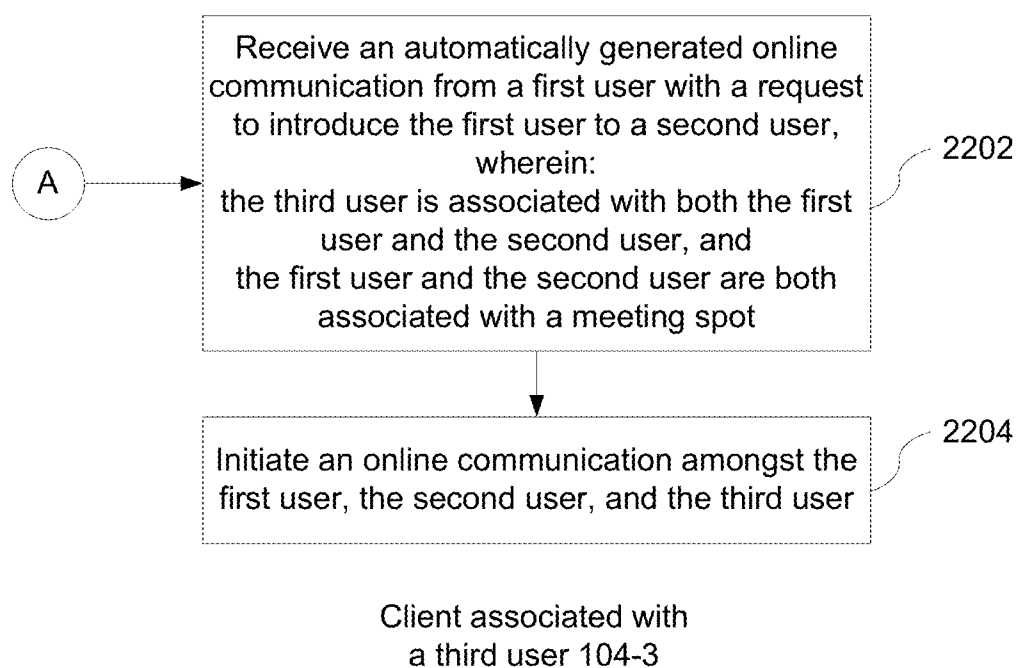 Receive an automatically generated online
communication from a first user with a request
to introduce the first user to a second user,
wherein:
the third user is associated with both the first
user and the second user, and
the first user and the second user are both
associated with a meeting spot
2202
A
Initiate an online communication amongst the
first user, the second user, and the third user
2204
Client associated with
a third user 104-3